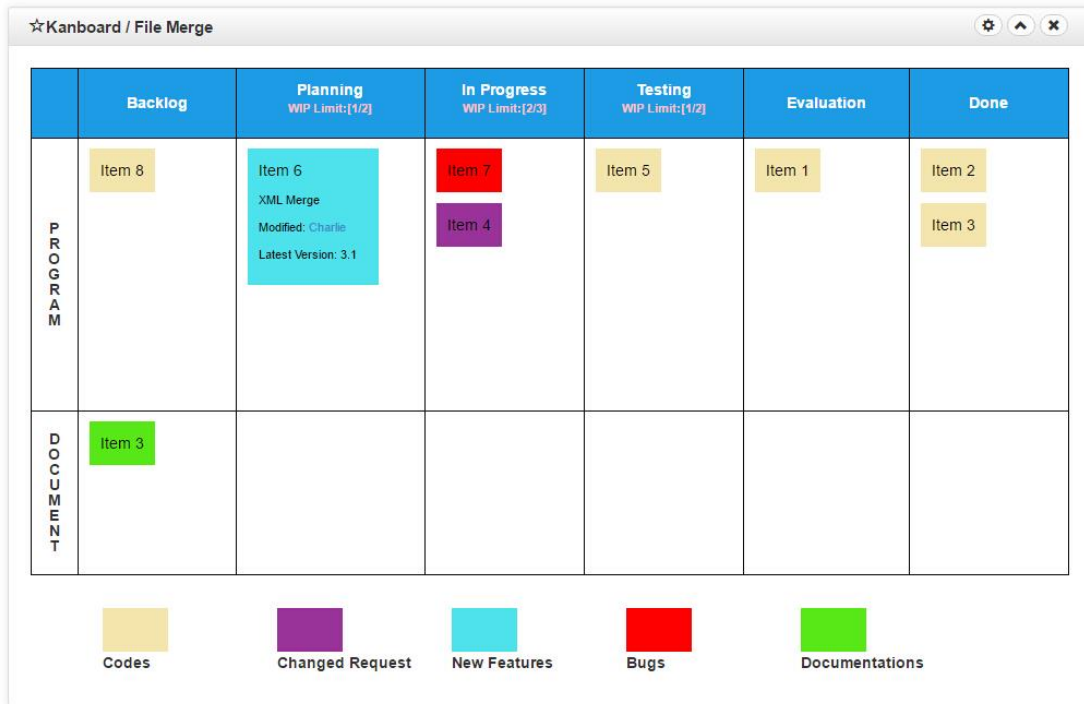 ☆Kanboard / File Merge
Backlog
Planning
WIP Limit:[1/2]
In Progress
WIP Limit:[2/3]
Testing
WIP Limit:[1/2]
Evaluation
Done
PROGRAM
Item 8
Item 6
XML Merge
Modified: Charlie
Latest Version: 3.1
Item 7
Item 4
Item 5
Item 1
Item 2
Item 3
DOCUMENT
Item 3
Codes
Changed Request
New Features
Bugs
Documentations